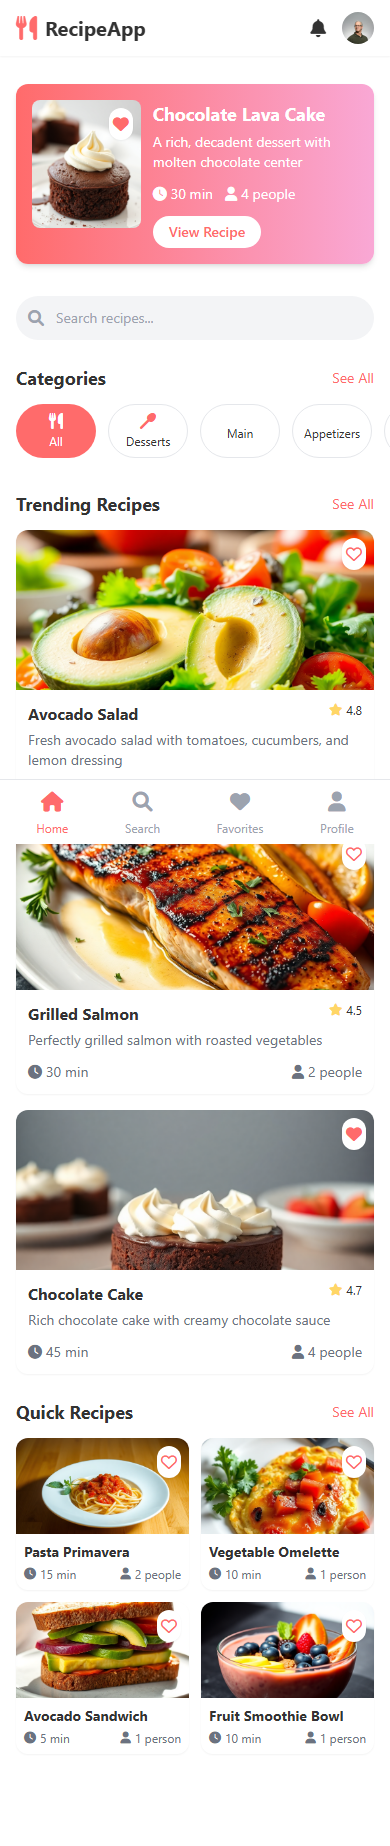 RecipeApp
Chocolate Lava Cake
A rich, decadent dessert with
molten chocolate center
30 min 4 people
View Recipe
Search recipes...
Categories See All
All Desserts Main Appetizers
Trending Recipes See All
Avocado Salad 4.8
Fresh avocado salad with tomatoes, cucumbers, and
lemon dressing
Home Search Favorites Profile
Grilled Salmon 4.5
Perfectly grilled salmon with roasted vegetables
30 min 2 people
Chocolate Cake 4.7
Rich chocolate cake with creamy chocolate sauce
45 min 4 people
Quick Recipes See All
Pasta Primavera Vegetable Omelette
15 min 2 people 10 min 1 person
Avocado Sandwich Fruit Smoothie Bowl
5 min 1 person 10 min 1 person